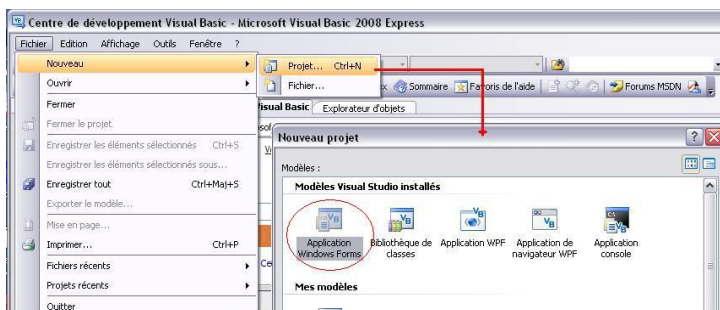 Centre de développement Visual Basic - Microsoft Visual Basic 2008 Express
Fichier Edition Affichage Outils Fenêtre ?
Nouveau
Projet... Ctrl+N
Ouvrir
Fichier...
Sommaire Favoris de l'aide Forums MSDN
Fermer
Visual Basic Explorateur d'objets
Fermer le projet
Enregistrer les éléments sélectionnés Ctrl+S
Nouveau projet
Enregistrer les éléments sélectionnés sous...
Modèles :
Enregistrer tout Ctrl+Maj+S
Modèles Visual Studio installés
Exporter le modèle...
Mise en page...
Imprimer... Ctrl+P
Application Windows Forms
Bibliothèque de classes
Application WPF
Application de navigateur WPF
Application console
Fichiers récents
Projets récents
Mes modèles
Quitter